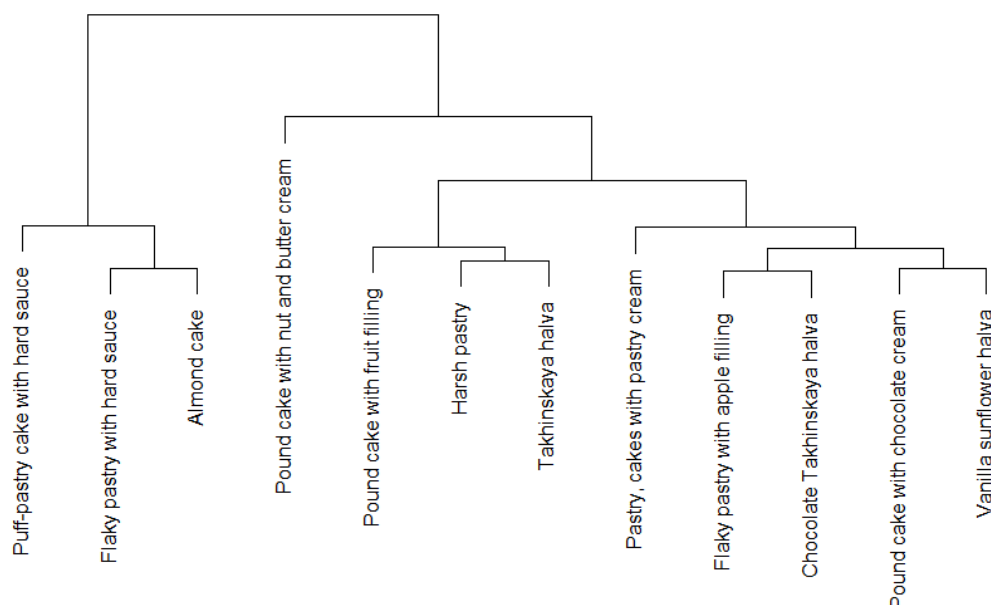 Puff-pastry cake with hard sauce
Flaky pastry with hard sauce
Almond cake
Pound cake with nut and butter cream
Pound cake with fruit filling
Harsh pastry
Takhinskaya halva
Pastry, cakes with pastry cream
Flaky pastry with apple filling
Chocolate Takhinskaya halva
Pound cake with chocolate cream
Vanilla sunflower halva